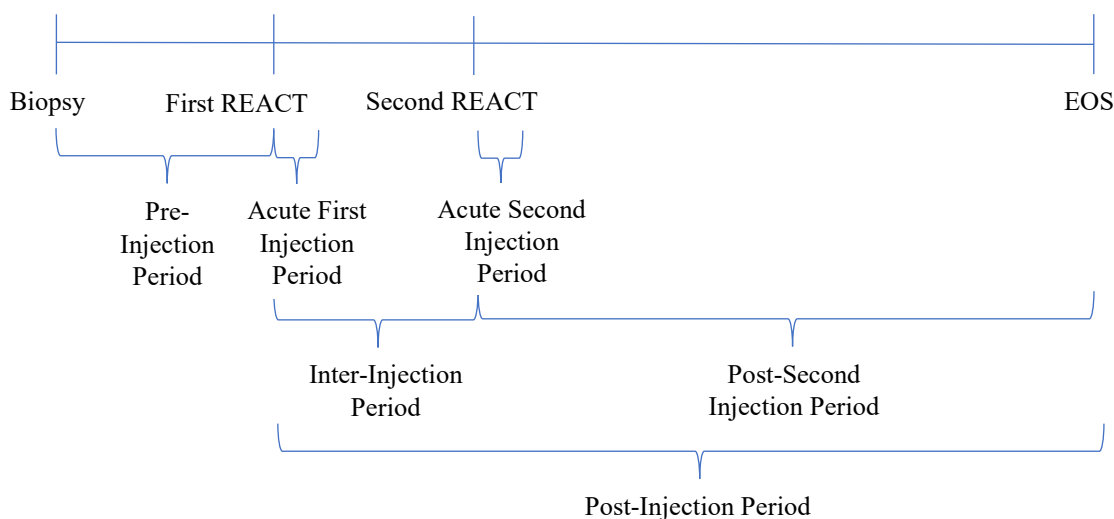 Biopsy
First REACT
Second REACT
EOS
Pre-
Injection
Period
Acute First
Injection
Period
Acute Second
Injection
Period
Inter-Injection
Period
Post-Second
Injection Period
Post-Injection Period